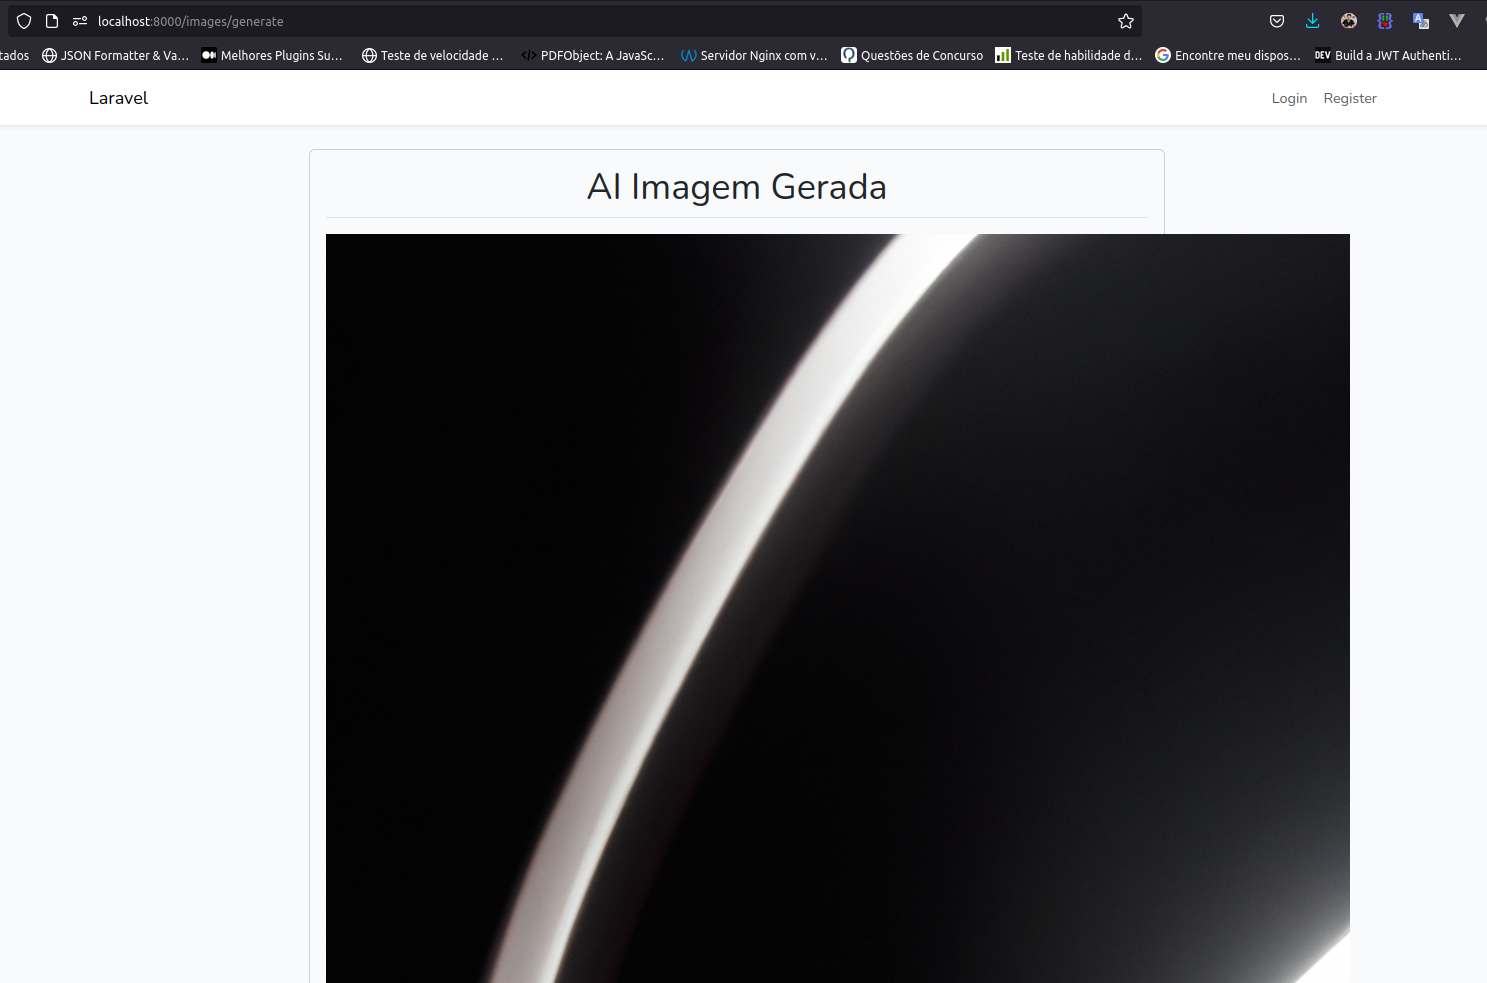 localhost:8000/images/generate
tados JSON Formatter & Va... Melhores Plugins Su... Teste de velocidade ... </> PDFObject: A JavaSc... Servidor Nginx com v... Questões de Concurso Teste de habilidade d... Encontre meu dispos... DEV Build a JWT Authenti...
Laravel Login Register
AI Imagem Gerada